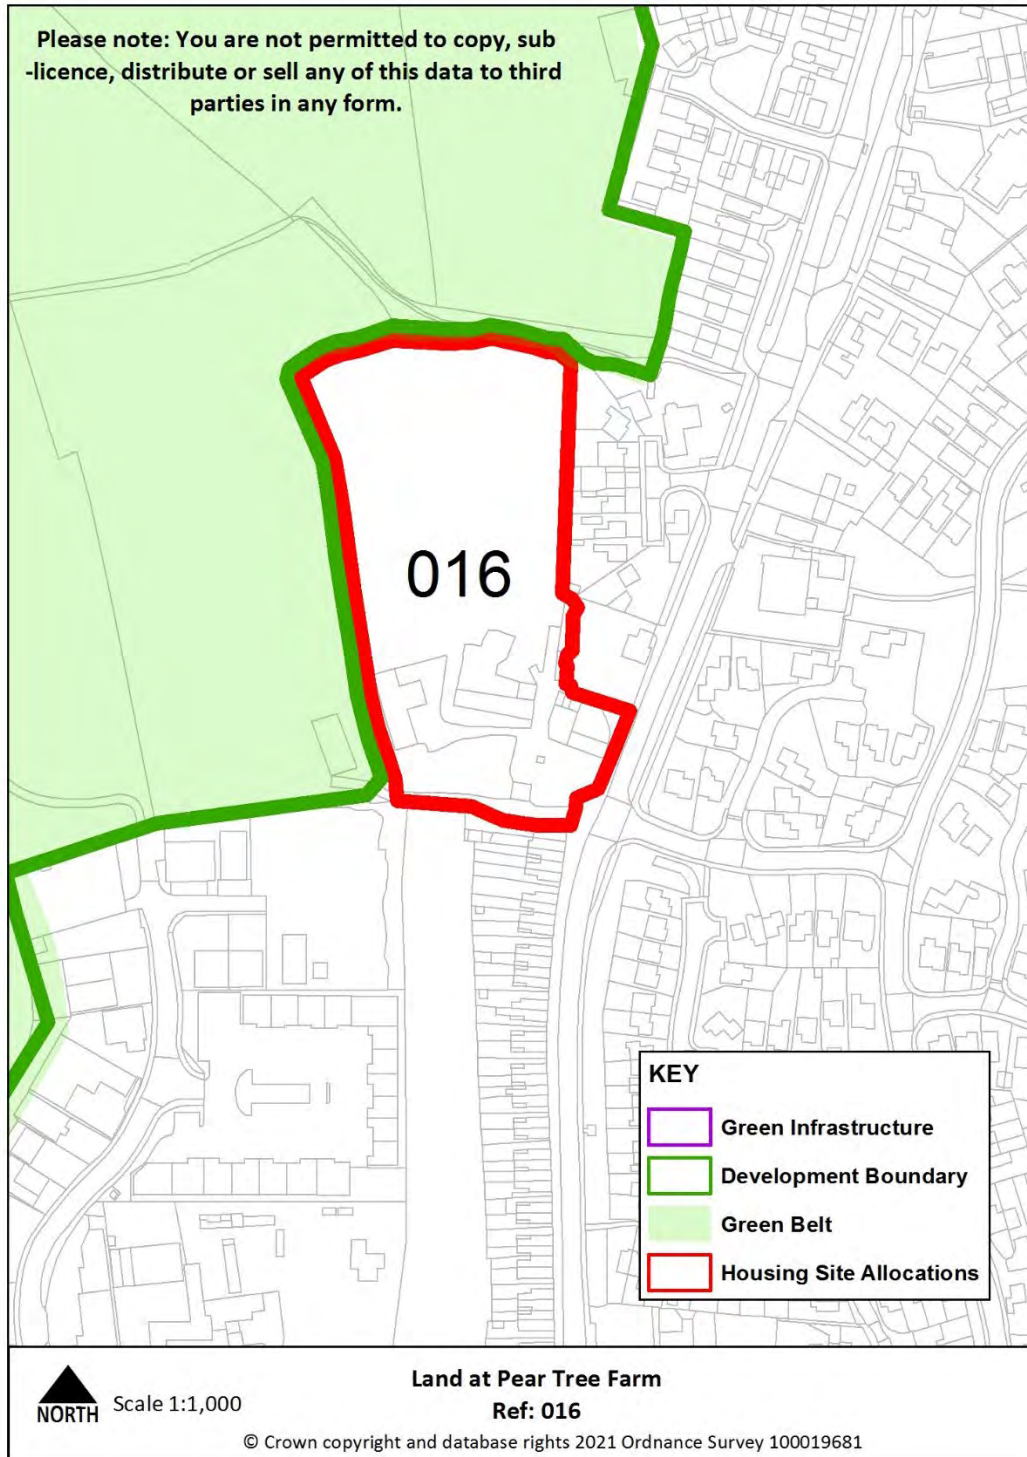 Please note: You are not permitted to copy, sub
-licence, distribute or sell any of this data to third
parties in any form.
016
KEY
Green Infrastructure
Development Boundary
Green Belt
Housing Site Allocations
NORTH
Scale 1:1,000
Land at Pear Tree Farm
Ref: 016
© Crown copyright and database rights 2021 Ordnance Survey 100019681